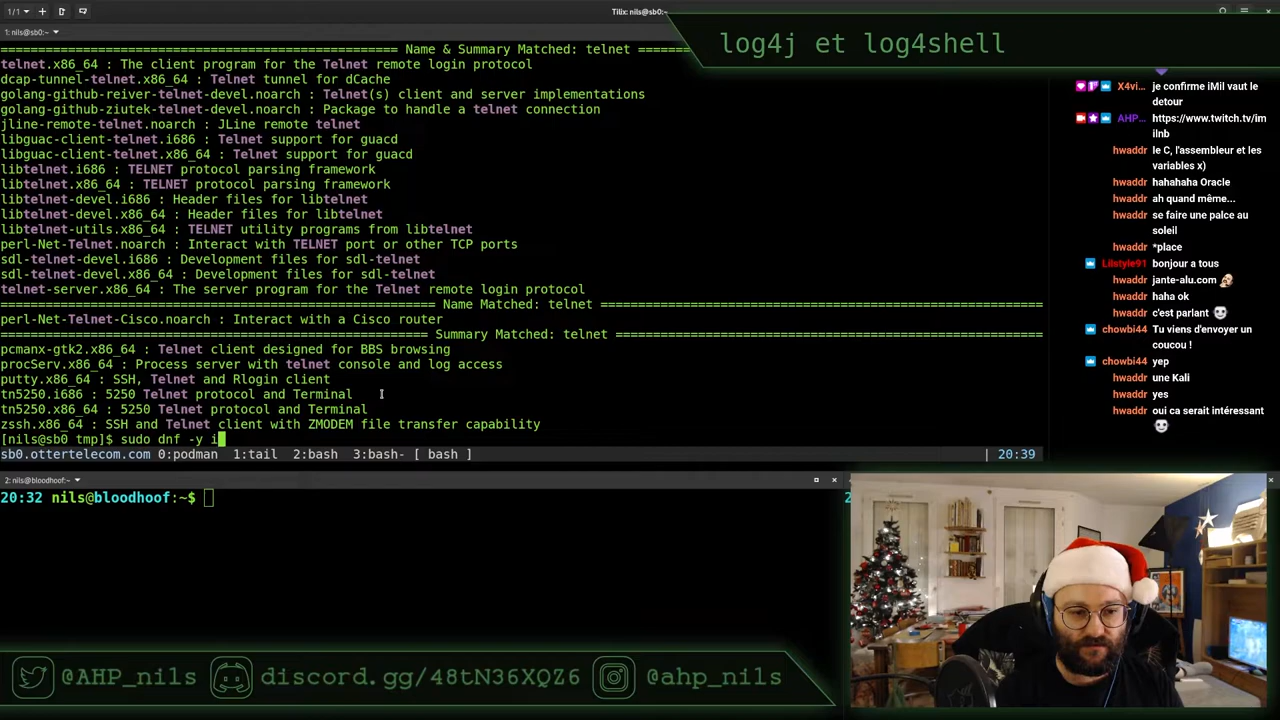 1/1
Tilix: nils@sb0:~
1: nils@sb0:~
log4j et log4shell
================================================ Name & Summary Matched: telnet =======
telnet.x86_64 : The client program for the Telnet remote login protocol
dcap-tunnel-telnet.x86_64 : Telnet tunnel for dCache
golang-github-reiver-telnet-devel.noarch : Telnet(s) client and server implementations
golang-github-ziutek-telnet-devel.noarch : Package to handle a telnet connection
jline-remote-telnet.noarch : JLine remote telnet
libguac-client-telnet.i686 : Telnet support for guacd
libguac-client-telnet.x86_64 : Telnet support for guacd
libtelnet.i686 : TELNET protocol parsing framework
libtelnet.x86_64 : TELNET protocol parsing framework
libtelnet-devel.i686 : Header files for libtelnet
libtelnet-devel.x86_64 : Header files for libtelnet
libtelnet-utils.x86_64 : TELNET utility programs from libtelnet
perl-Net-Telnet.noarch : Interact with TELNET port or other TCP ports
sdl-telnet-devel.i686 : Development files for sdl-telnet
sdl-telnet-devel.x86_64 : Development files for sdl-telnet
telnet-server.x86_64 : The server program for the Telnet remote login protocol
========================================================== Name Matched: telnet ===========================================================
perl-Net-Telnet-Cisco.noarch : Interact with a Cisco router
========================================================= Summary Matched: telnet =========================================================
pcmanx-gtk2.x86_64 : Telnet client designed for BBS browsing
procServ.x86_64 : Process server with telnet console and log access
putty.x86_64 : SSH, Telnet and Rlogin client
tn5250.i686 : 5250 Telnet protocol and Terminal
tn5250.x86_64 : 5250 Telnet protocol and Terminal
zssh.x86_64 : SSH and Telnet client with ZMODEM file transfer capability
[nils@sb0 tmp]$ sudo dnf -y i
sb0.ottertelecom.com 0:podman 1:tail 2:bash 3:bash- [ bash ] | 20:39
X4vi... je confirme iMil vaut le
detour
AHP... https://www.twitch.tv/im
ilnb
hwaddr le C, l'assembleur et les
variables x)
hwaddr hahahaha Oracle
hwaddr ah quand même...
hwaddr se faire une palce au
soleil
hwaddr *place
Lilstyle91 bonjour a tous
hwaddr jante-alu.com
hwaddr haha ok
hwaddr c'est parlant
chowbi44 Tu viens d'envoyer un
coucou !
chowbi44 yep
hwaddr une Kali
hwaddr yes
hwaddr oui ca serait intéressant
2: nils@bloodhoof:~
20:32 nils@bloodhoof:~$
@AHP_nils discord.gg/48tN36XQZ6 @ahp_nils